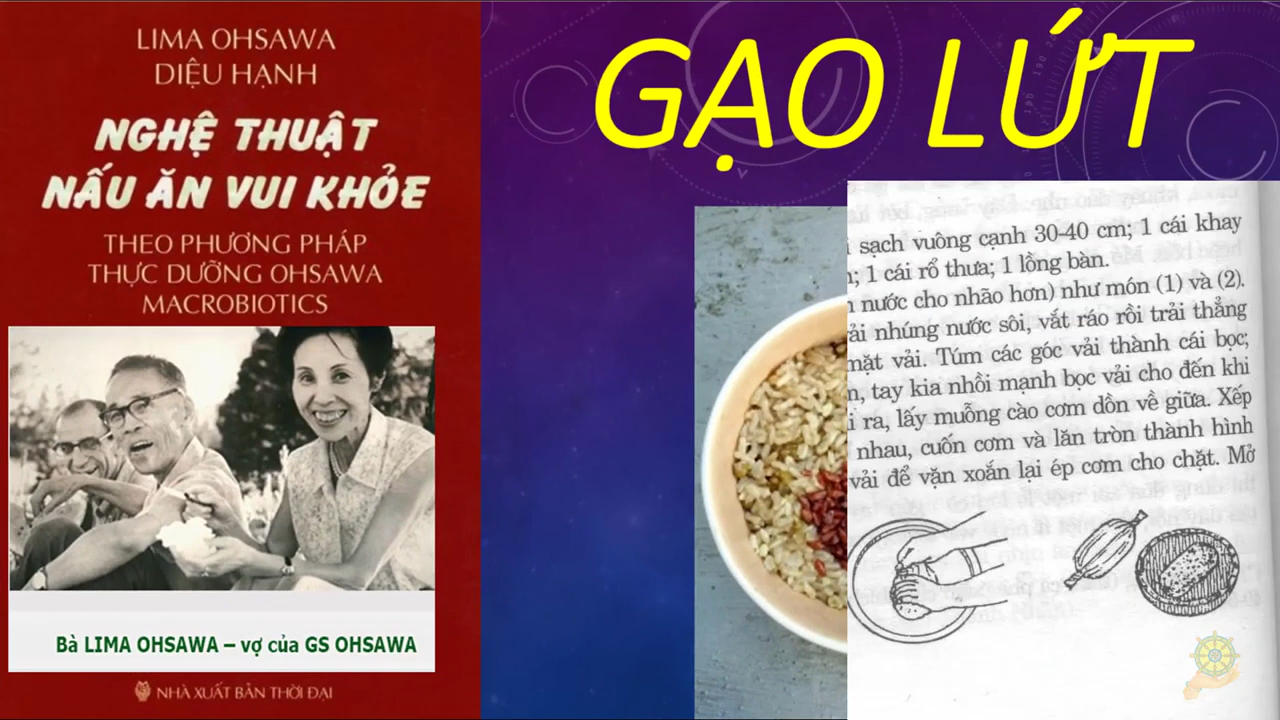 LIMA OHSAWA
DIỆU HẠNH
NGHỆ THUẬT
NẤU ĂN VUI KHỎE
THEO PHƯƠNG PHÁP
THỰC DƯỠNG OHSAWA
MACROBIOTICS
Bà LIMA OHSAWA – vợ của GS OHSAWA
NHÀ XUẤT BẢN THỜI ĐẠI
GẠO LỨT
sạch vuông cạnh 30-40 cm; 1 cái khay
; 1 cái rổ thưa; 1 lồng bàn.
nước cho nhão hơn) như món (1) và (2).
ải nhúng nước sôi, vắt ráo rồi trải thẳng
mặt vải. Túm các góc vải thành cái bọc;
n, tay kia nhồi mạnh bọc vải cho đến khi
i ra, lấy muỗng cào cơm dồn về giữa. Xếp
nhau, cuốn cơm và lăn tròn thành hình
vải để vặn xoắn lại ép cơm cho chặt. Mở